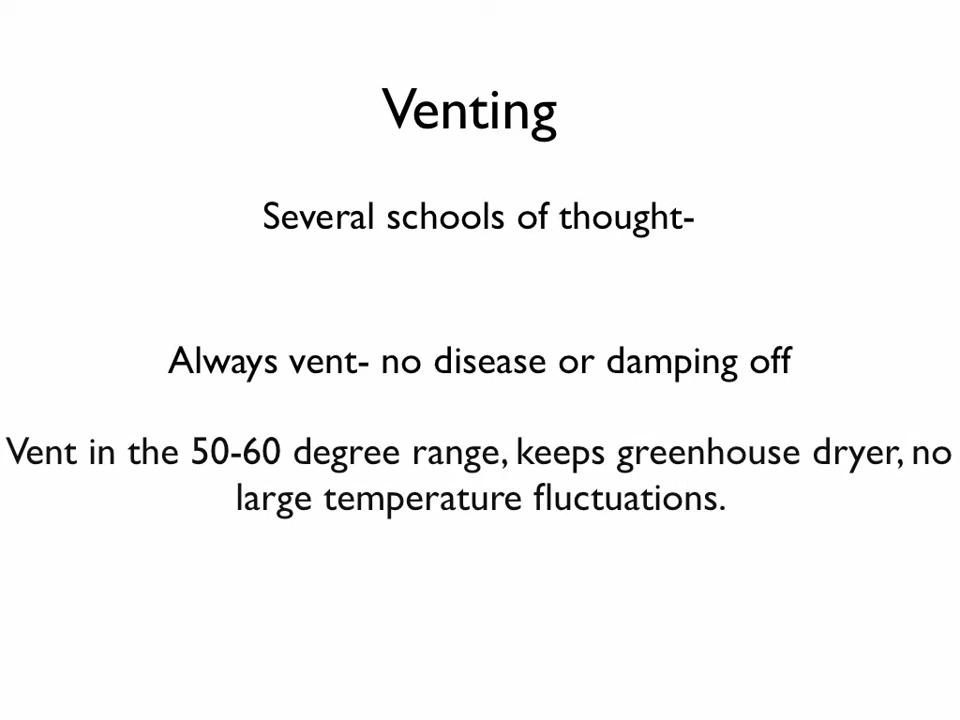 Venting
Several schools of thought-
Always vent- no disease or damping off
Vent in the 50-60 degree range, keeps greenhouse dryer, no
large temperature fluctuations.